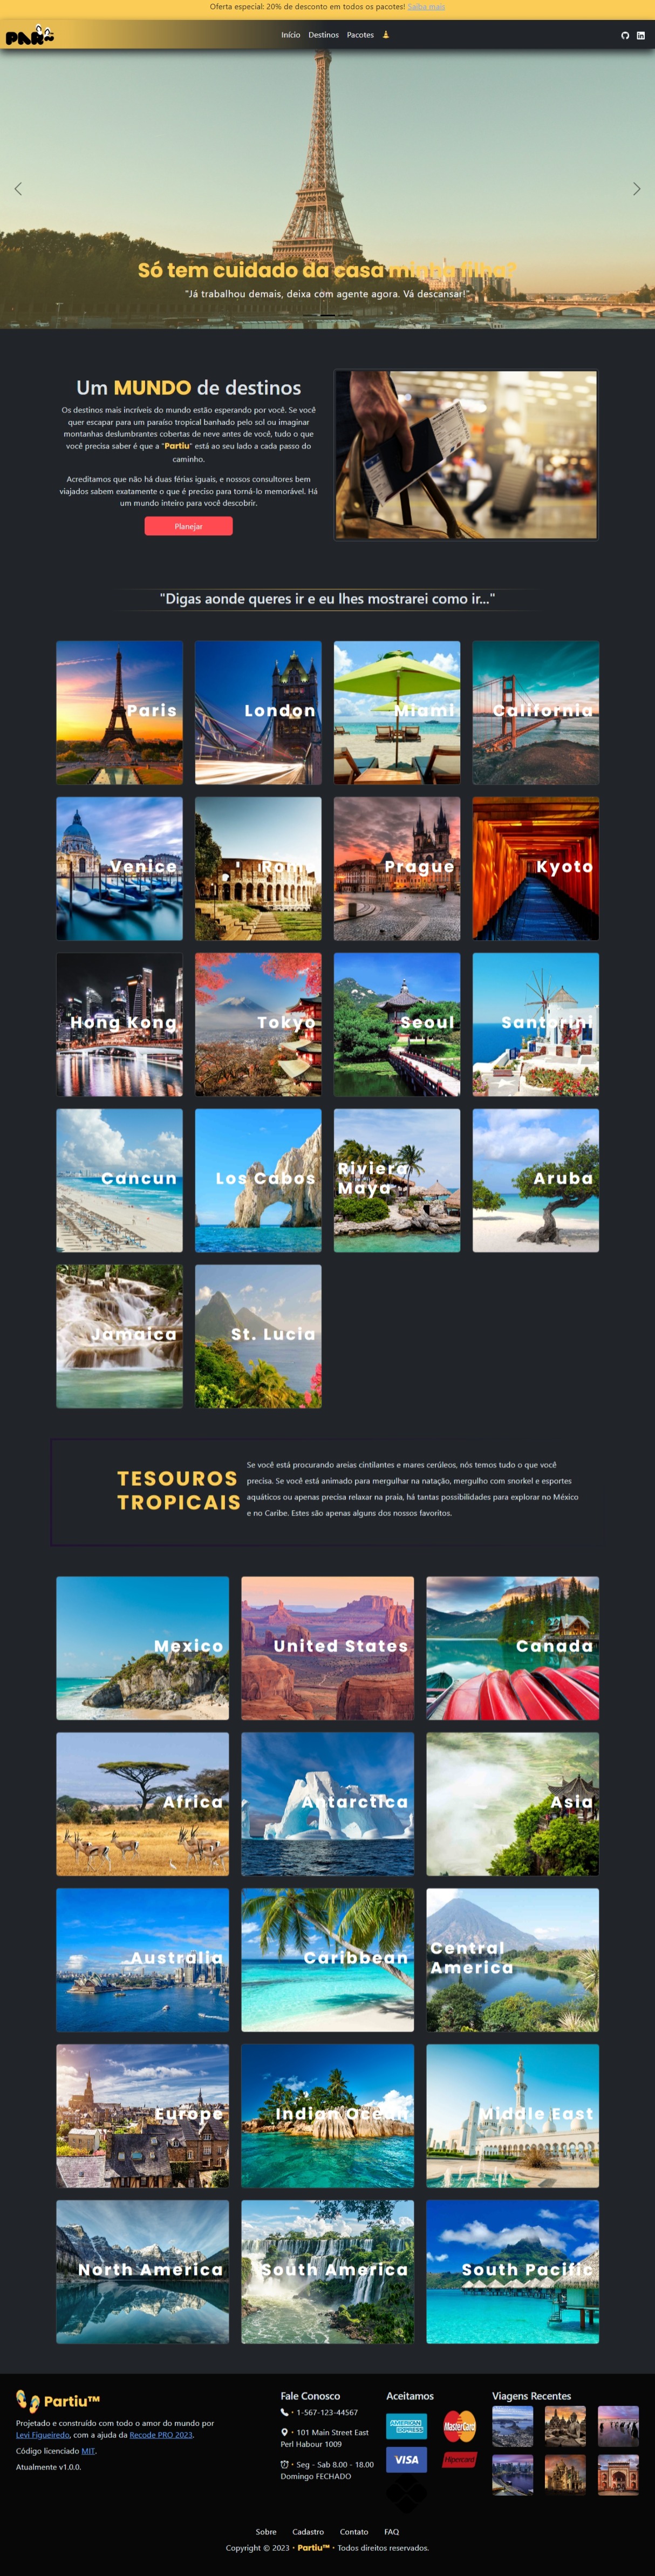 Oferta especial: 20% de desconto em todos os pacotes! Saiba mais
Início Destinos Pacotes
Só tem cuidado da casa minha filha?
"Já trabalhou demais, deixa com agente agora. Vá descansar!"
Um MUNDO de destinos
Os destinos mais incríveis do mundo estão esperando por você. Se você
quer escapar para um paraíso tropical banhado pelo sol ou imaginar
montanhas deslumbrantes cobertas de neve antes de você, tudo o que
você precisa saber é que a "Partiu" está ao seu lado a cada passo do
caminho.
Acreditamos que não há duas férias iguais, e nossos consultores bem
viajados sabem exatamente o que é preciso para torná-lo memorável. Há
um mundo inteiro para você descobrir.
Planejar
"Digas aonde queres ir e eu lhes mostrarei como ir..."
Paris
London
Miami
California
Venice
Rome
Prague
Kyoto
Hong Kong
Tokyo
Seoul
Santorini
Cancun
Los Cabos
Riviera
Maya
Aruba
Jamaica
St. Lucia
TESOUROS
TROPICAIS
Se você está procurando areias cintilantes e mares cerúleos, nós temos tudo o que você
precisa. Se você está animado para mergulhar na natação, mergulho com snorkel e esportes
aquáticos ou apenas precisa relaxar na praia, há tantas possibilidades para explorar no México
e no Caribe. Estes são apenas alguns dos nossos favoritos.
Mexico
United States
Canada
Africa
Antarctica
Asia
Australia
Caribbean
Central
America
Europe
Indian Ocean
Middle East
North America
South America
South Pacific
Partiu™
Projetado e construído com todo o amor do mundo por
Levi Figueiredo, com a ajuda da Recode PRO 2023.
Código licenciado MIT.
Atualmente v1.0.0.
Fale Conosco
• 1-567-123-44567
• 101 Main Street East
Perl Habour 1009
• Seg - Sab 8.00 - 18.00
Domingo FECHADO
Aceitamos
AMERICAN
EXPRESS
MasterCard
VISA
Hipercard
Viagens Recentes
Sobre Cadastro Contato FAQ
Copyright © 2023 • Partiu™ • Todos direitos reservados.